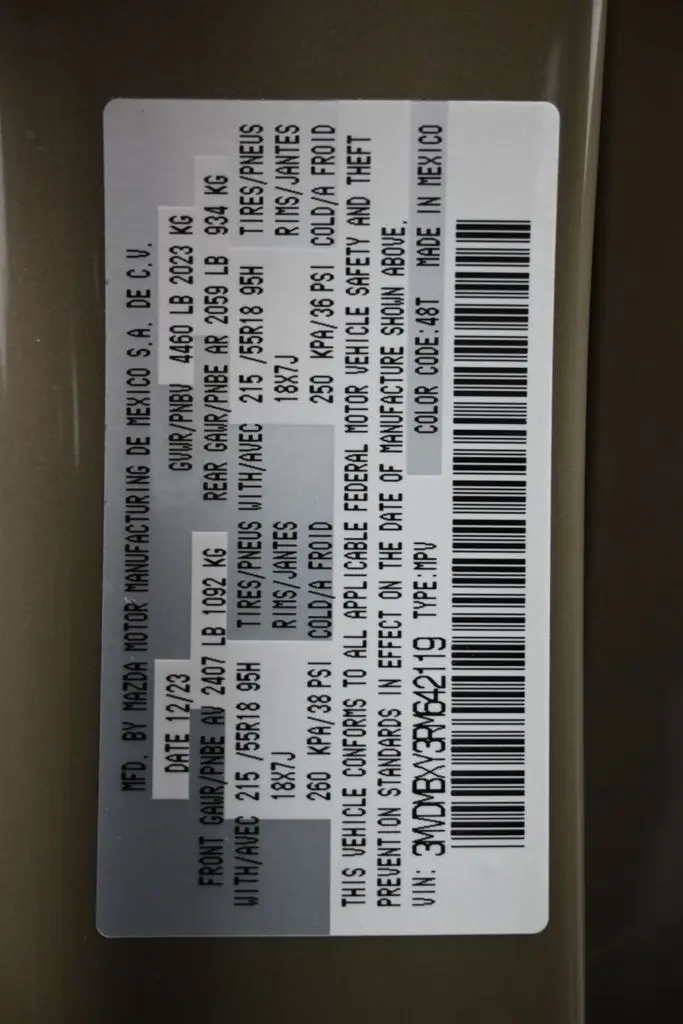 MFD. BY MAZDA MOTOR MANUFACTURING DE MEXICO S.A. DE C.V.
DATE 12/23 GVWR/PNBV 4460 LB 2023 KG
FRONT GAWR/PNBE AV 2407 LB 1092 KG REAR GAWR/PNBE AR 2059 LB 934 KG
WITH/AVEC 215 /55R18 95H TIRES/PNEUS WITH/AVEC 215 /55R18 95H TIRES/PNEUS
18X7J RIMS/JANTES 18X7J RIMS/JANTES
260 KPA/38 PSI COLD/A FROID 250 KPA/36 PSI COLD/A FROID
THIS VEHICLE CONFORMS TO ALL APPLICABLE FEDERAL MOTOR VEHICLE SAFETY AND THEFT
PREVENTION STANDARDS IN EFFECT ON THE DATE OF MANUFACTURE SHOWN ABOVE.
VIN: 3MVDMBXY3RM642119 TYPE:MPV COLOR CODE:48T MADE IN MEXICO